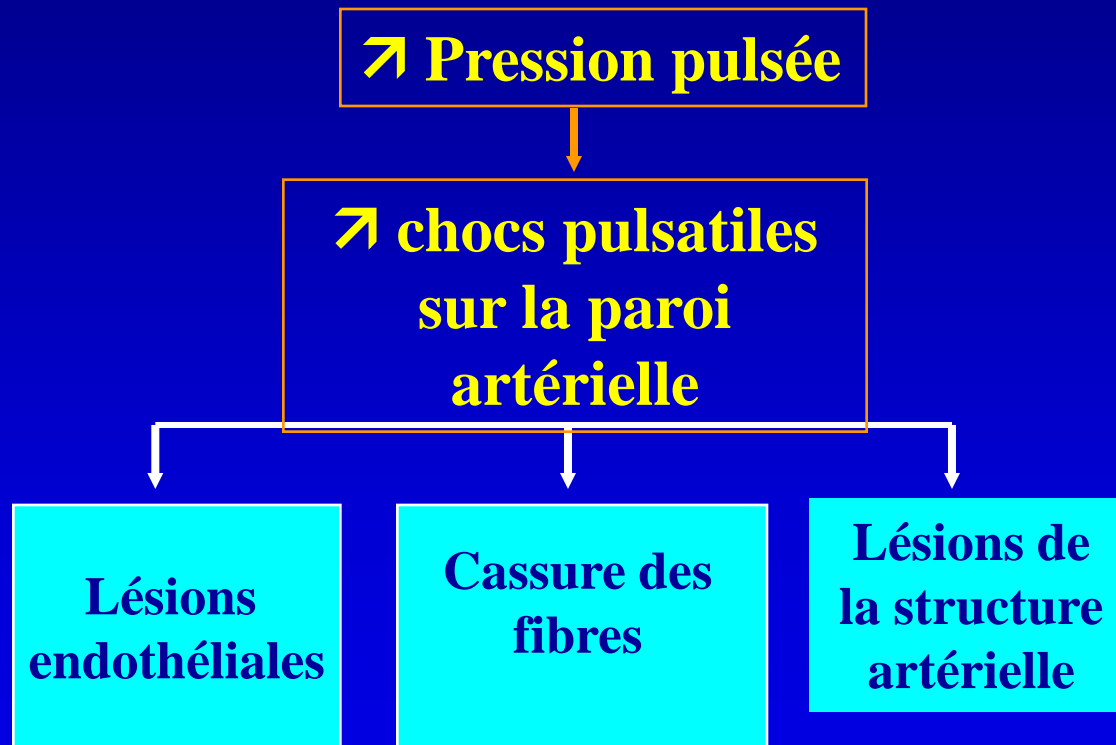 ↗ Pression pulsée
↗ chocs pulsatiles
sur la paroi
artérielle
Lésions
endothéliales
Cassure des
fibres
Lésions de
la structure
artérielle